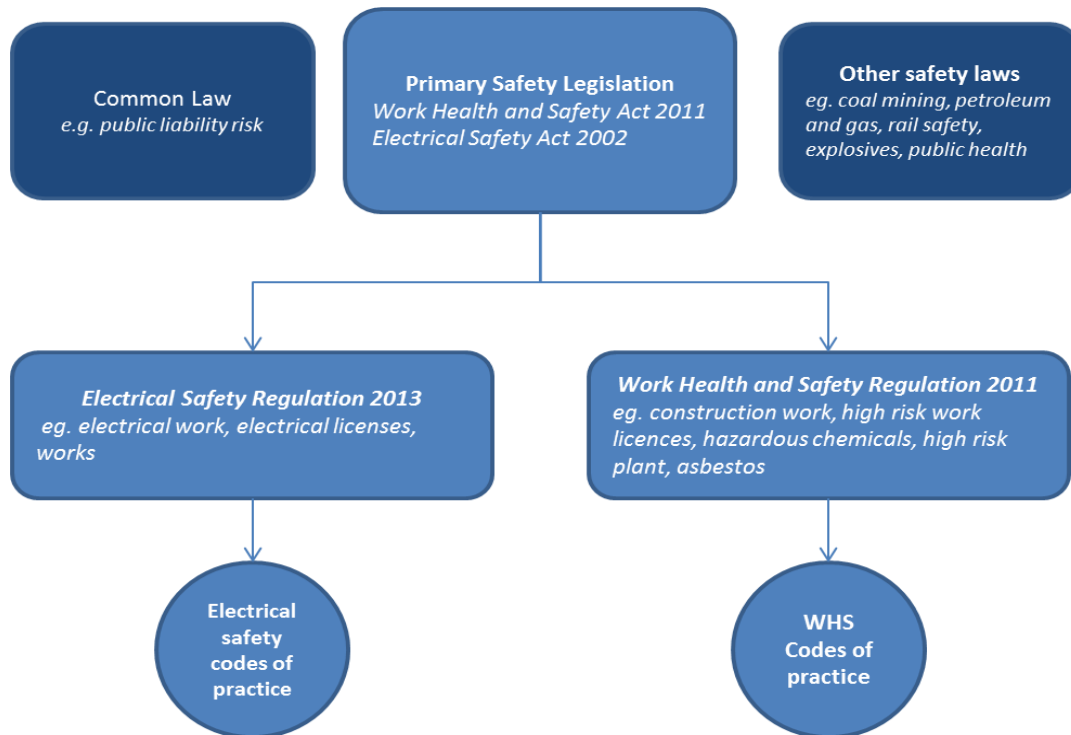 Common Law
e.g. public liability risk
Primary Safety Legislation
Work Health and Safety Act 2011
Electrical Safety Act 2002
Other safety laws
eg. coal mining, petroleum
and gas, rail safety,
explosives, public health
Electrical Safety Regulation 2013
eg. electrical work, electrical licenses,
works
Work Health and Safety Regulation 2011
eg. construction work, high risk work
licences, hazardous chemicals, high risk
plant, asbestos
Electrical
safety
codes of
practice
WHS
Codes of
practice